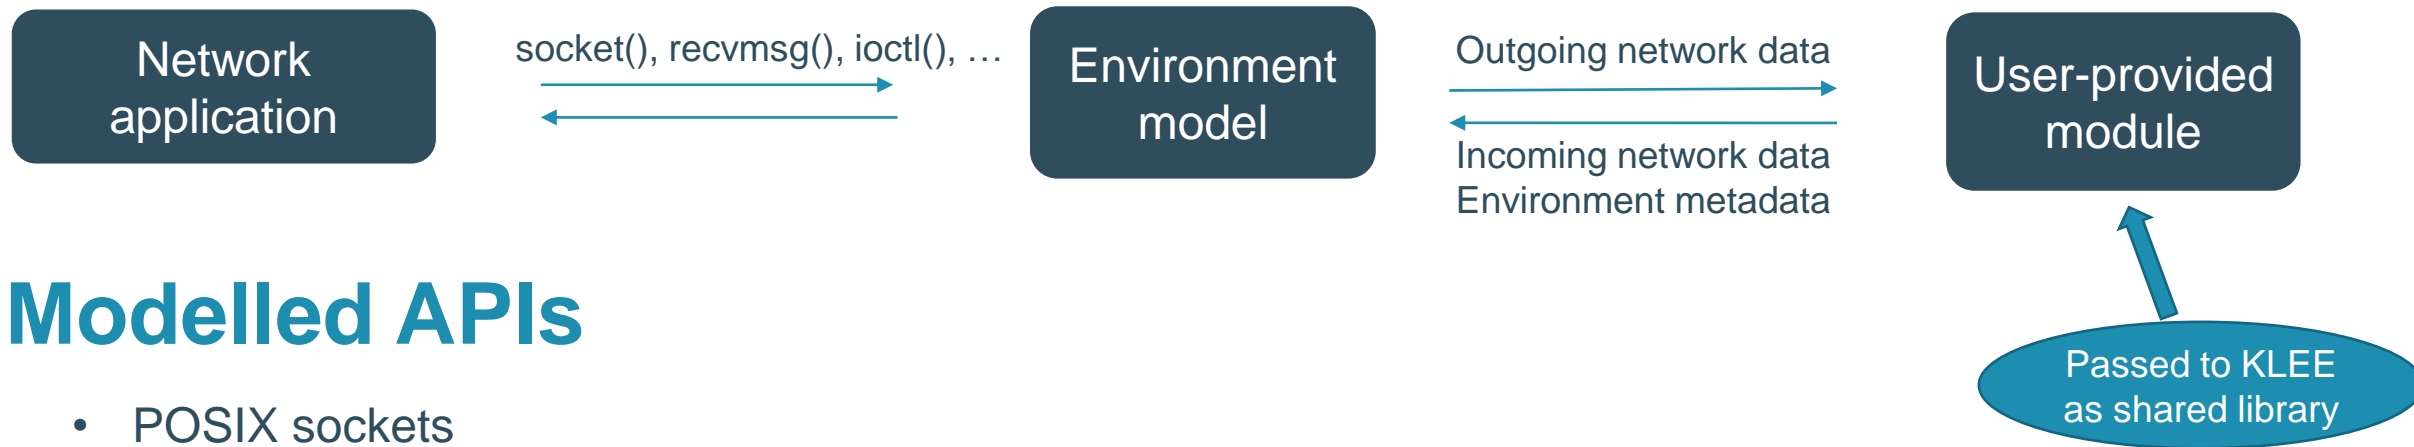 Network
application
socket(), recvmsg(), ioctl(), …
Environment
model
Outgoing network data
Incoming network data
Environment metadata
User-provided
module
Passed to KLEE
as shared library
Modelled APIs
• POSIX sockets